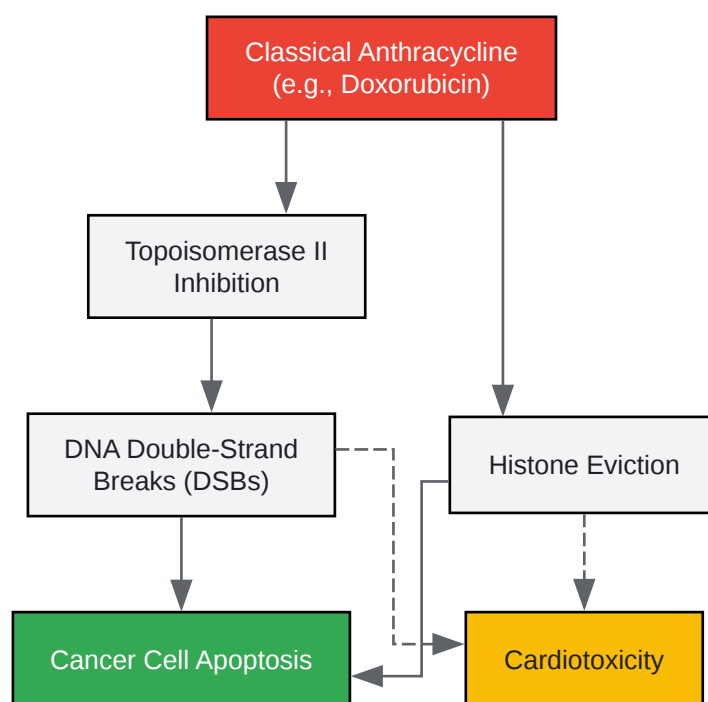 Classical Anthracycline
(e.g., Doxorubicin)
Topoisomerase II
Inhibition
DNA Double-Strand
Breaks (DSBs)
Histone Eviction
Cancer Cell Apoptosis
Cardiotoxicity